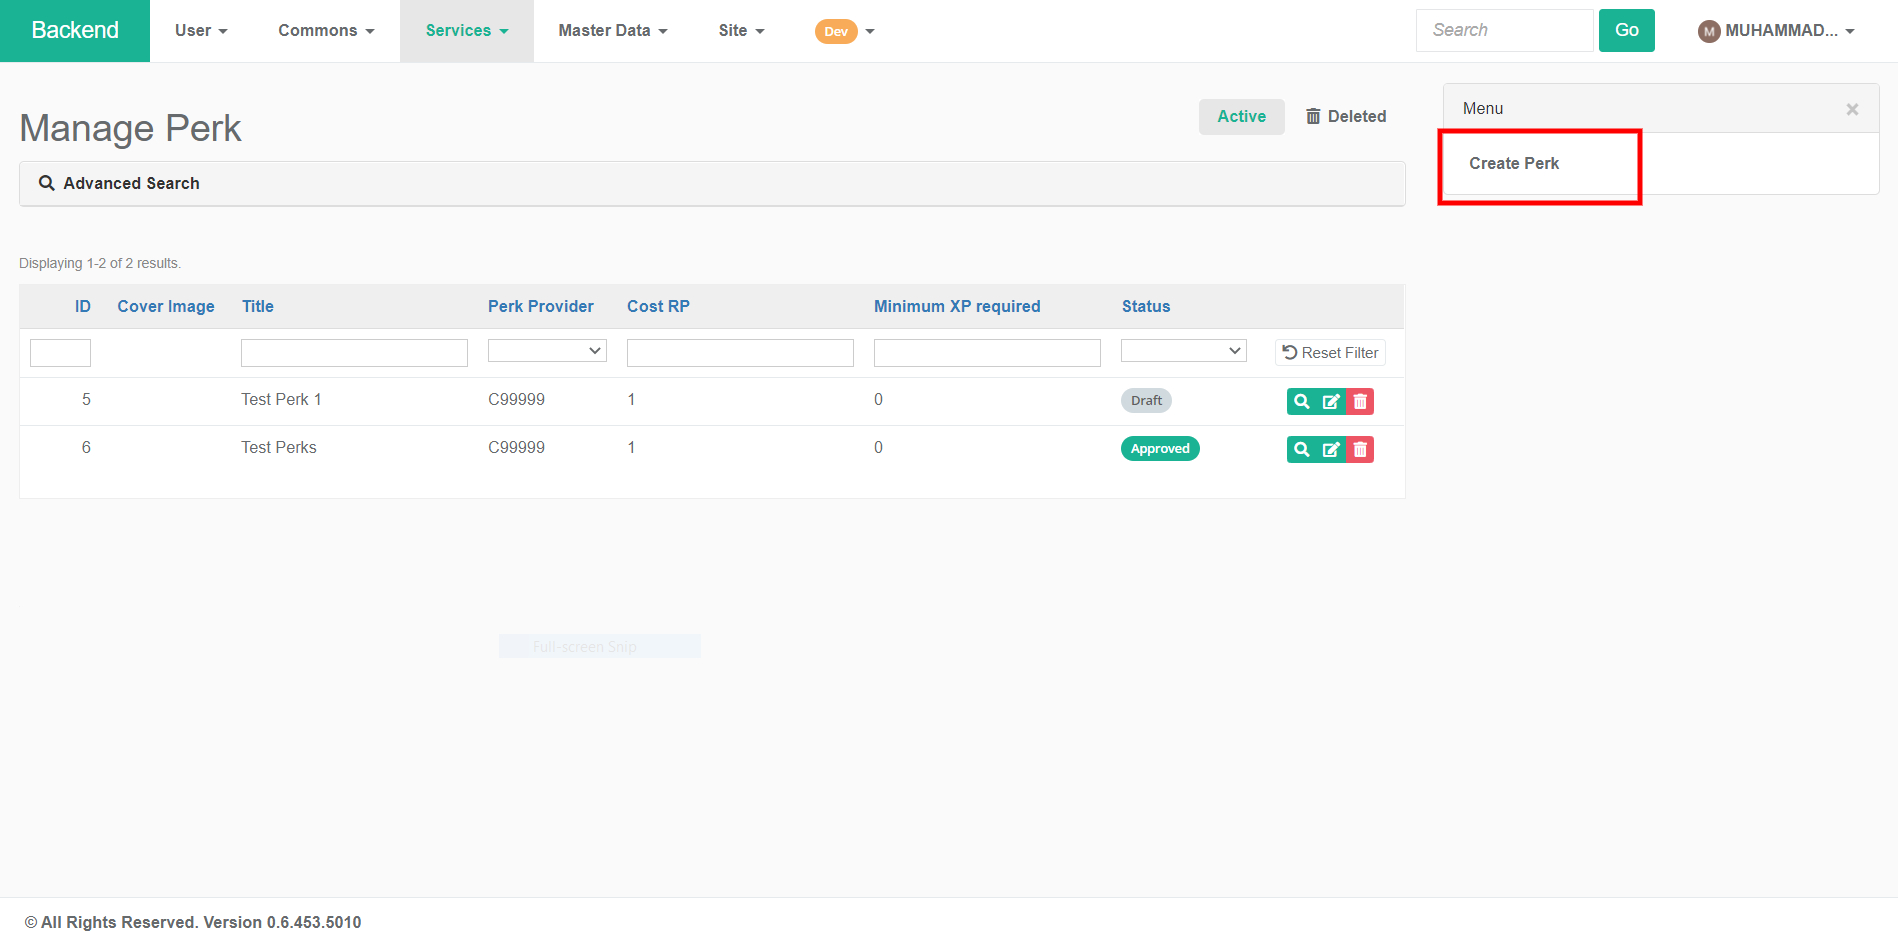 Backend User Commons Services Master Data Site Dev Search Go M MUHAMMAD...
Manage Perk
Active Deleted
Menu ×
Create Perk
Advanced Search
Displaying 1-2 of 2 results.
ID Cover Image Title Perk Provider Cost RP Minimum XP required Status
Reset Filter
5 Test Perk 1 C99999 1 0 Draft
6 Test Perks C99999 1 0 Approved
Full-screen Snip
© All Rights Reserved. Version 0.6.453.5010